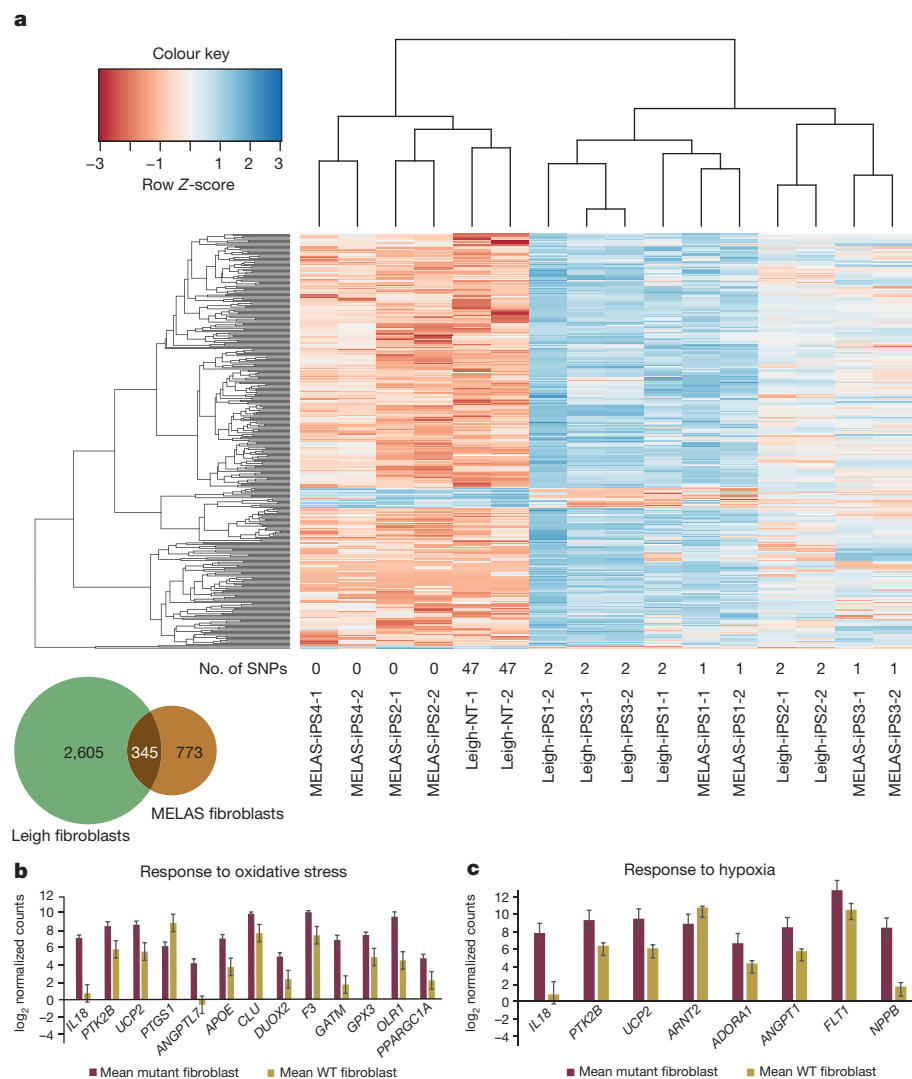 a
Colour key
−3 −1 1 2 3
Row Z-score
No. of SNPs 0 0 0 0 47 47 2 2 2 2 1 1 2 2 1 1
MELAS-iPS4-1
MELAS-iPS4-2
MELAS-iPS2-1
MELAS-iPS2-2
Leigh-NT-1
Leigh-NT-2
Leigh-iPS1-2
Leigh-iPS3-1
Leigh-iPS3-2
Leigh-iPS1-1
MELAS-iPS1-1
MELAS-iPS1-2
Leigh-iPS2-1
Leigh-iPS2-2
MELAS-iPS3-1
MELAS-iPS3-2
2,605 345 773
MELAS fibroblasts
Leigh fibroblasts
b
Response to oxidative stress
log2 normalized counts
12
10
8
6
4
2
0
−2
−4
IL18
PTK2B
UCP2
PTGS1
ANGPTL7
APOE
CLU
DUOX2
F3
GATM
GPX3
OLR1
PPARGC1A
Mean mutant fibroblast Mean WT fibroblast
c
Response to hypoxia
log2 normalized counts
12
10
8
6
4
2
0
−2
−4
IL18
PTK2B
UCP2
ARNT2
ADORA1
ANGPT1
FLT1
NPPB
Mean mutant fibroblast Mean WT fibroblast